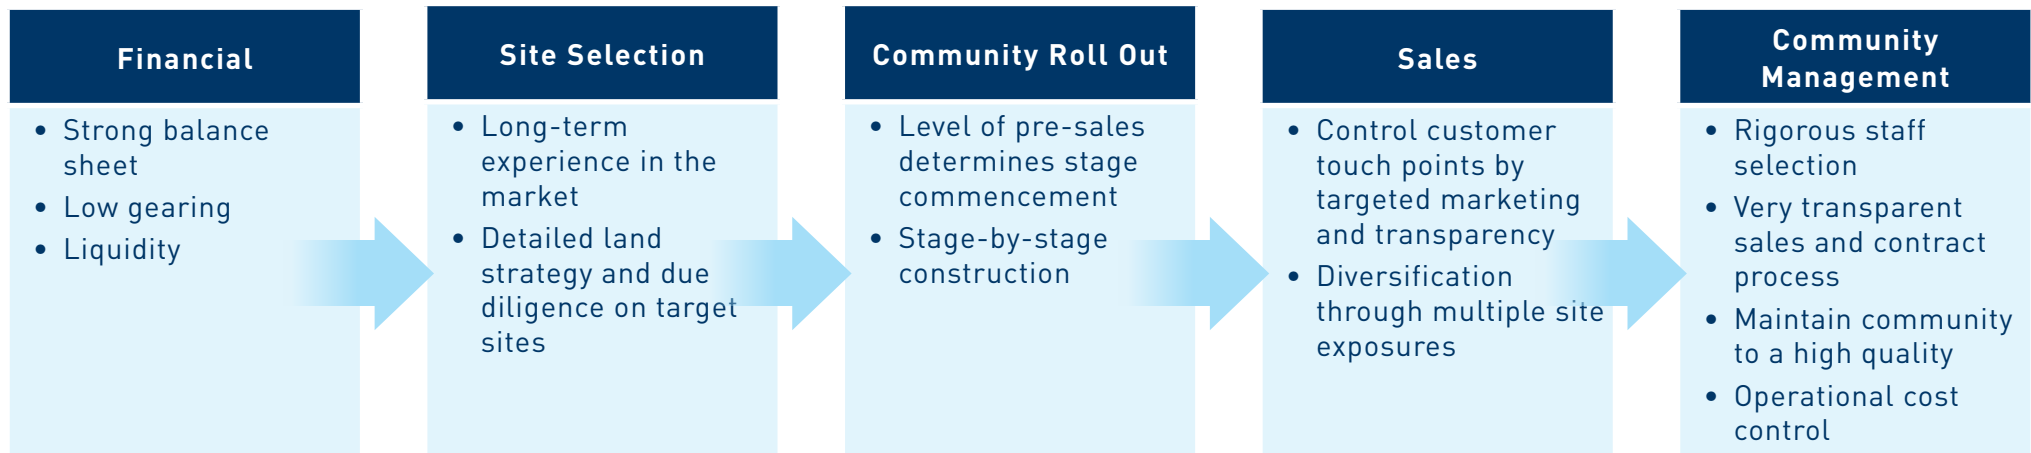 Financial
• Strong balance
sheet
• Low gearing
• Liquidity
Site Selection
• Long-term
experience in the
market
• Detailed land
strategy and due
diligence on target
sites
Community Roll Out
• Level of pre-sales
determines stage
commencement
• Stage-by-stage
construction
Sales
• Control customer
touch points by
targeted marketing
and transparency
• Diversification
through multiple site
exposures
Community
Management
• Rigorous staff
selection
• Very transparent
sales and contract
process
• Maintain community
to a high quality
• Operational cost
control